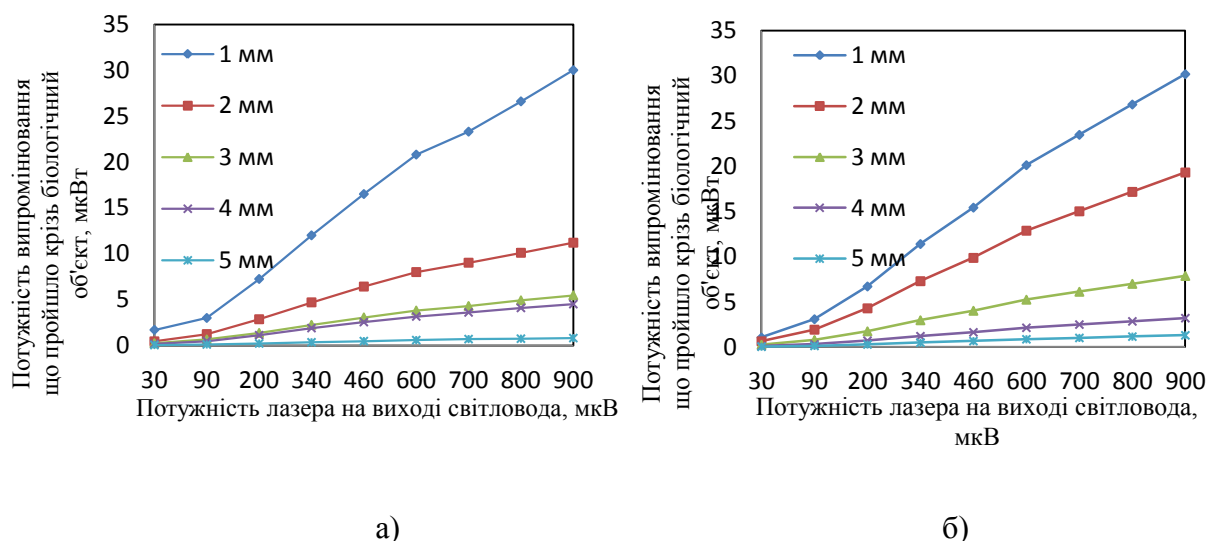 Потужність випромінювання
що пройшло крізь біологічний
об'єкт, мкВт
35
30
25
20
15
10
5
0
1 мм
2 мм
3 мм
4 мм
5 мм
30 90 200 340 460 600 700 800 900
Потужність лазера на виході світловода, мкВ
а)
Потужність випромінювання
що пройшло крізь біологічний
об'єкт, мкВт
35
30
25
20
15
10
5
0
1 мм
2 мм
3 мм
4 мм
5 мм
30 90 200 340 460 600 700 800 900
Потужність лазера на виході світловода,
мкВ
б)